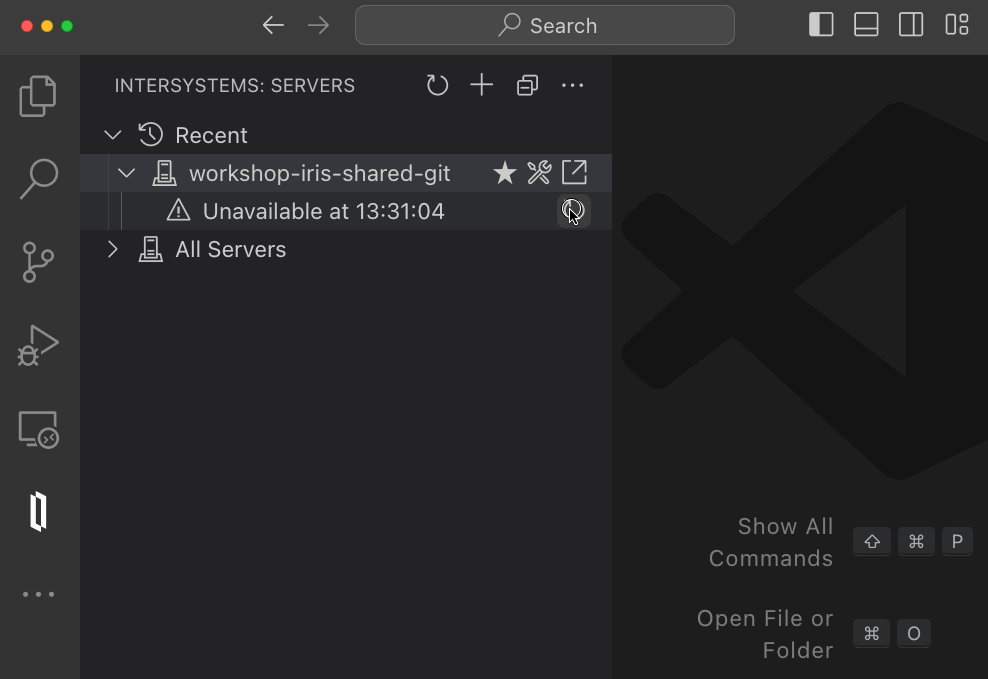 Search
INTERSYSTEMS: SERVERS
Recent
workshop-iris-shared-git
Unavailable at 13:31:04
All Servers
Show All
Commands
⇧ ⌘ P
Open File or
Folder
⌘ O